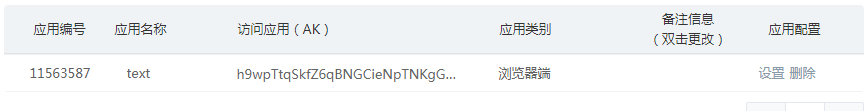 应用编号 应用名称 访问应用（AK） 应用类别 备注信息
（双击更改） 应用配置
11563587 text h9wpTtqSkfZ6qBNGCieNpTNKgG... 浏览器端 设置 删除